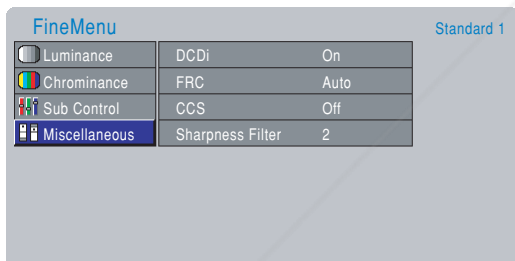 FineMenu Standard 1
Luminance DCDi On
Chrominance FRC Auto
Sub Control CCS Off
Miscellaneous Sharpness Filter 2